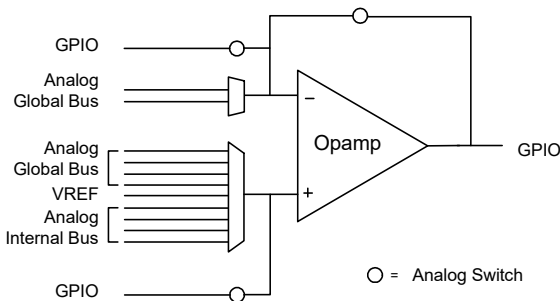 GPIO
Analog
Global Bus
−
Opamp
GPIO
Analog
Global Bus
VREF
+
Analog
Internal Bus
GPIO
= Analog Switch